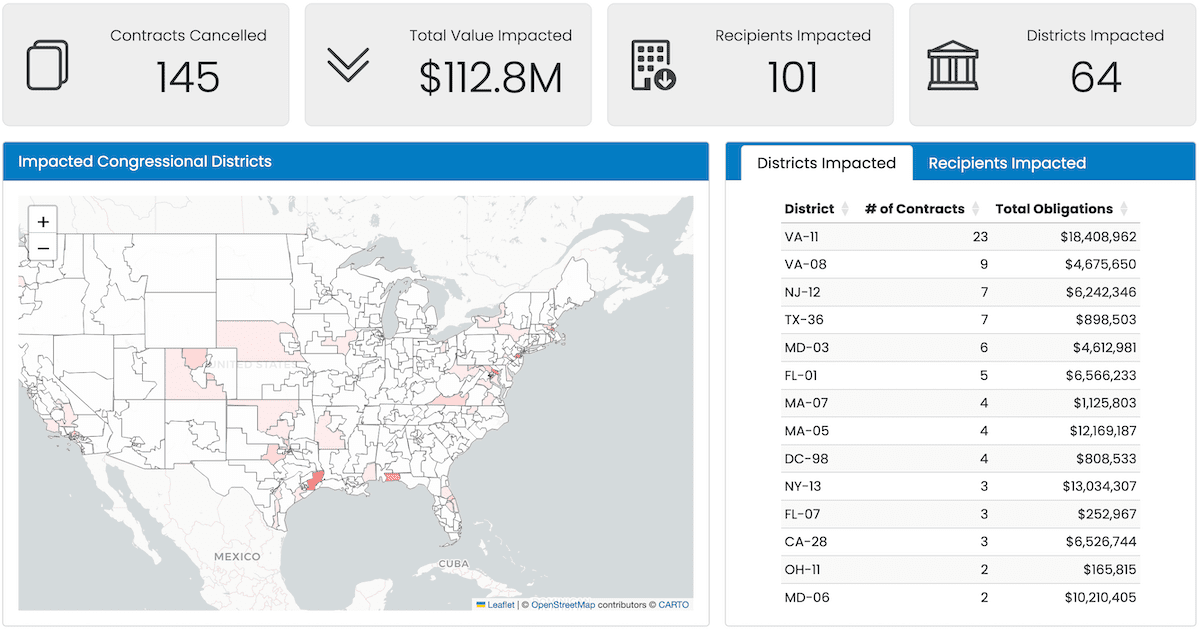 Contracts Cancelled
145
Total Value Impacted
$112.8M
Recipients Impacted
101
Districts Impacted
64
Impacted Congressional Districts
+
−
UNITED STATES
MEXICO
CUBA
Leaflet | © OpenStreetMap contributors © CARTO
Districts Impacted Recipients Impacted
District # of Contracts Total Obligations
VA-11 23 $18,408,962
VA-08 9 $4,675,650
NJ-12 7 $6,242,346
TX-36 7 $898,503
MD-03 6 $4,612,981
FL-01 5 $6,566,233
MA-07 4 $1,125,803
MA-05 4 $12,169,187
DC-98 4 $808,533
NY-13 3 $13,034,307
FL-07 3 $252,967
CA-28 3 $6,526,744
OH-11 2 $165,815
MD-06 2 $10,210,405